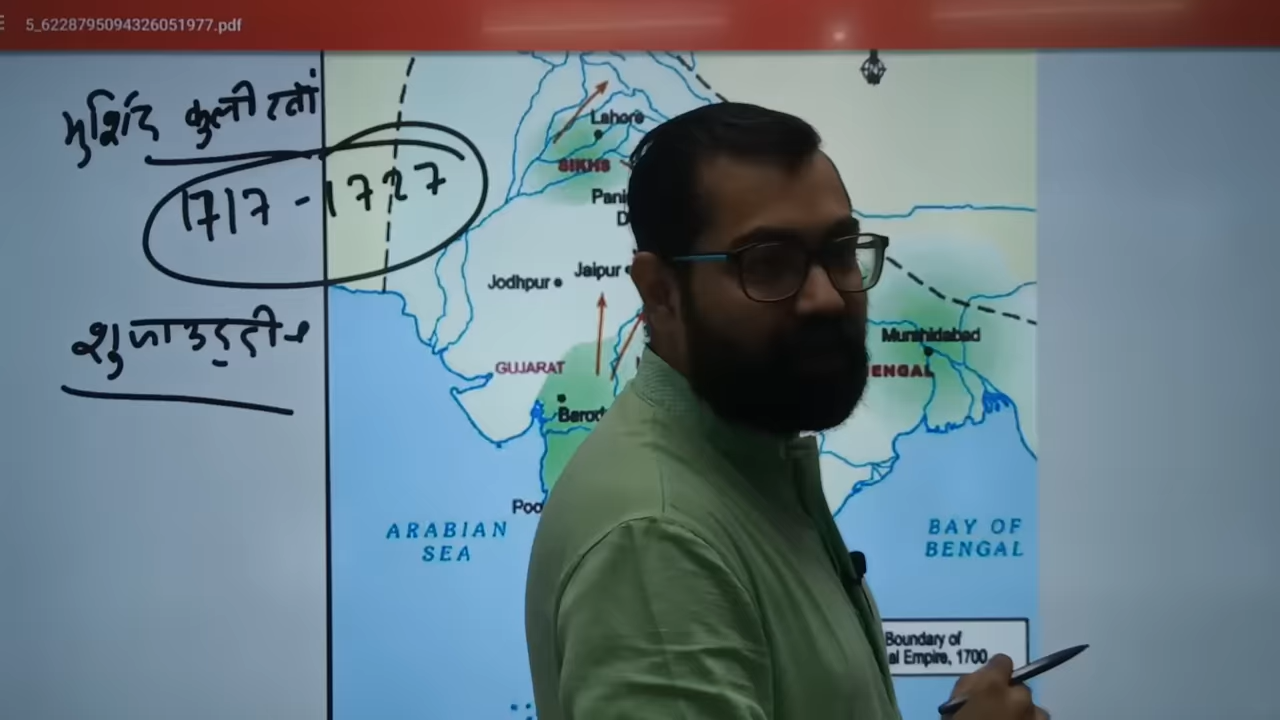 5_6228795094326051977.pdf
मुर्शिद कुली खां
1717-1727
शुजाउद्दीन
Lahore
SIKHS
Jodhpur
Jaipur
Murshidabad
GUJARAT
ARABIAN
SEA
BAY OF
BENGAL
Boundary of
Empire, 1700